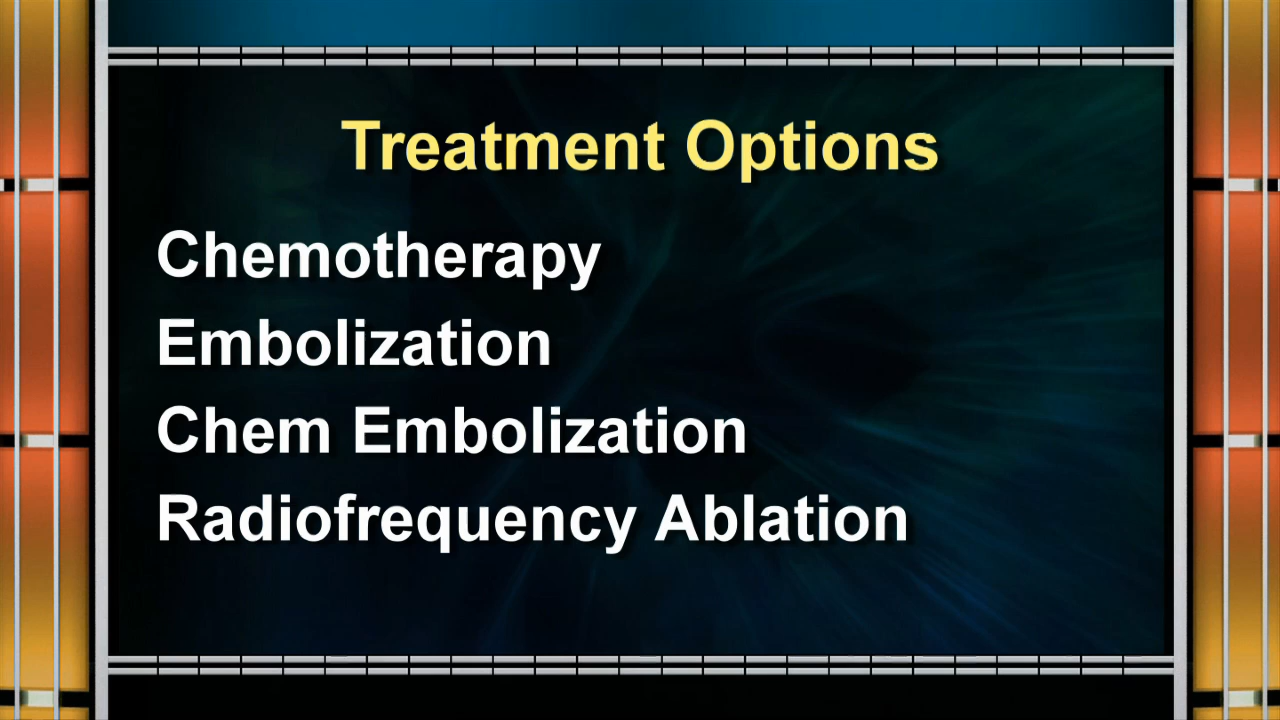 Treatment Options
Chemotherapy
Embolization
Chem Embolization
Radiofrequency Ablation